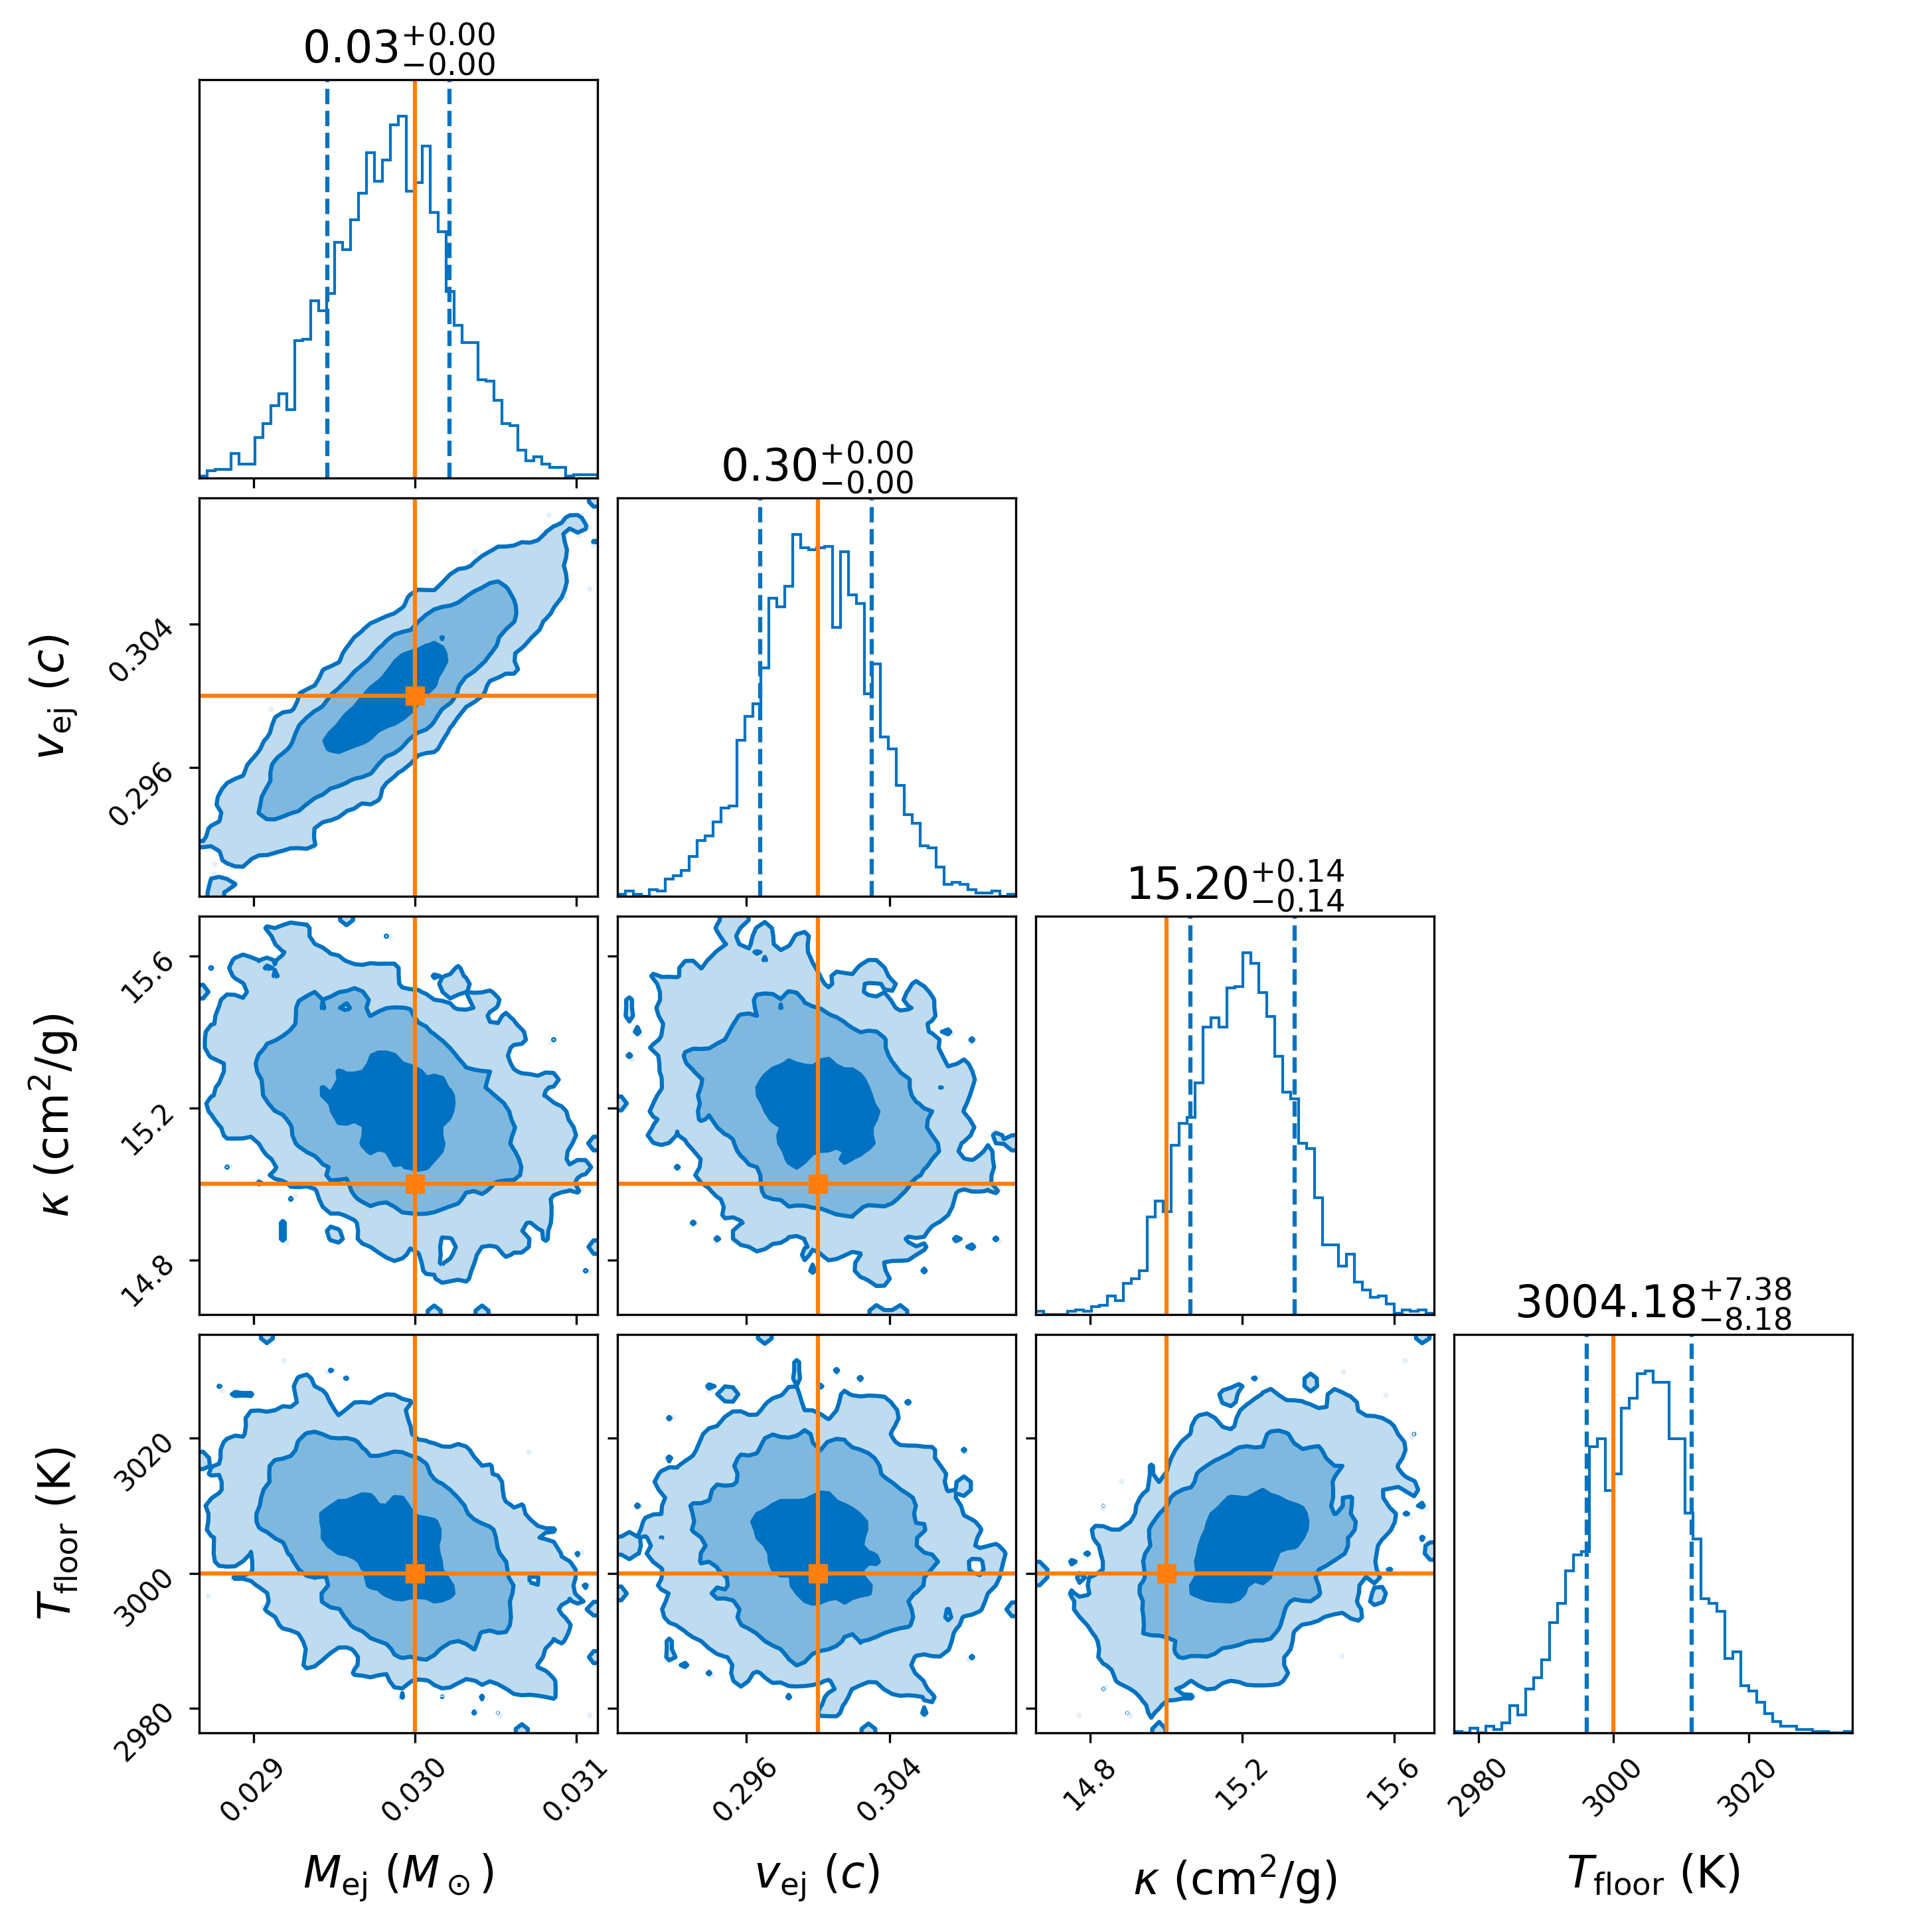 0.03+0.00−0.00
0.30+0.00−0.00
0.304
0.296
vej (c)
15.20+0.14−0.14
15.6
15.2
14.8
κ (cm2/g)
3004.18+7.38−8.18
3020
3000
2980
Tfloor (K)
0.029 0.030 0.031 0.296 0.304 14.8 15.2 15.6 2980 3000 3020
Mej (M⊙) vej (c) κ (cm2/g) Tfloor (K)